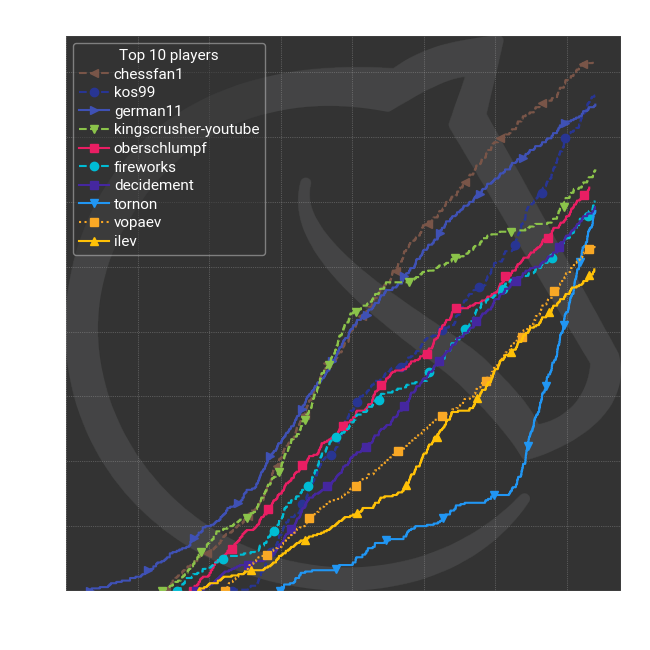 Top 10 players
chessfan1
kos99
german11
kingscrusher-youtube
oberschlumpf
fireworks
decidement
tornon
vopaev
ilev